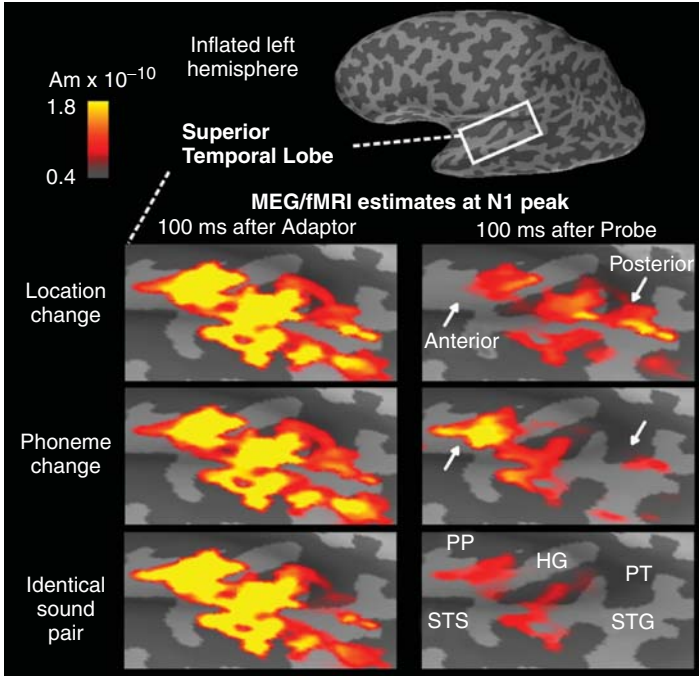 Inflated left
hemisphere
Am x 10⁻¹⁰
1.8
0.4
Superior
Temporal Lobe
MEG/fMRI estimates at N1 peak
100 ms after Adaptor
100 ms after Probe
Location
change
Posterior
Anterior
Phoneme
change
Identical
sound
pair
PP
HG
PT
STS
STG